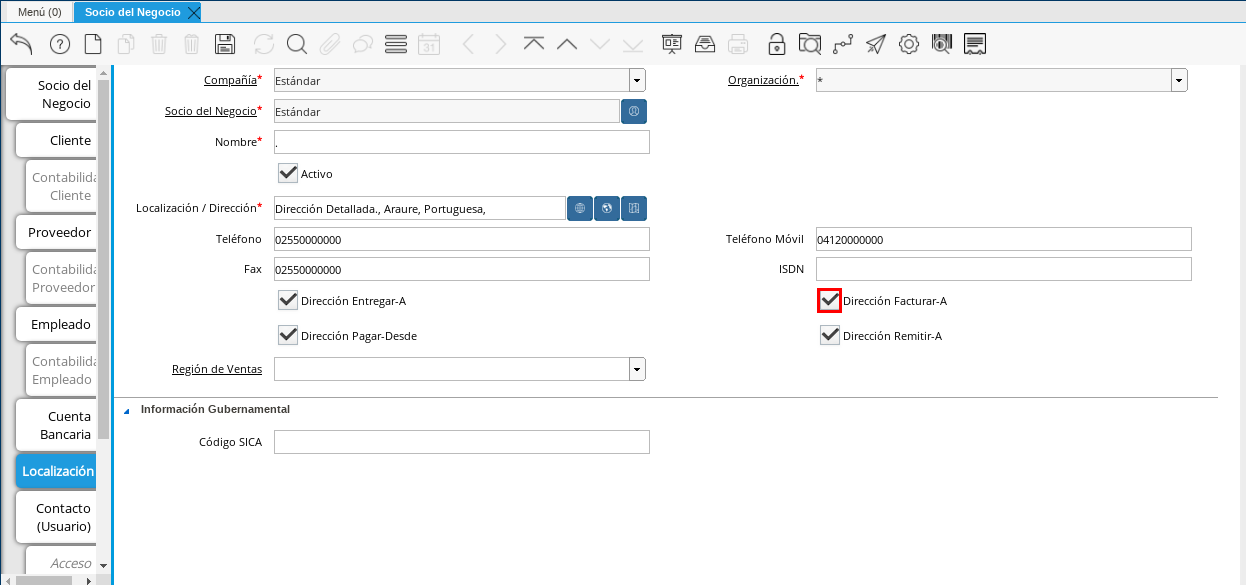 Menú (0)
Socio del Negocio
31
Socio del
Negocio
Cliente
Contabilida
Cliente
Proveedor
Contabilida
Proveedor
Empleado
Contabilida
Empleado
Cuenta
Bancaria
Localización
Contacto
(Usuario)
Acceso
Compañía* Estándar Organización.* *
Socio del Negocio* Estándar
Nombre* .
Activo
Localización / Dirección* Dirección Detallada., Araure, Portuguesa,
Teléfono 02550000000 Teléfono Móvil 04120000000
Fax 02550000000 ISDN
Dirección Entregar-A Dirección Facturar-A
Dirección Pagar-Desde Dirección Remitir-A
Región de Ventas
Información Gubernamental
Código SICA